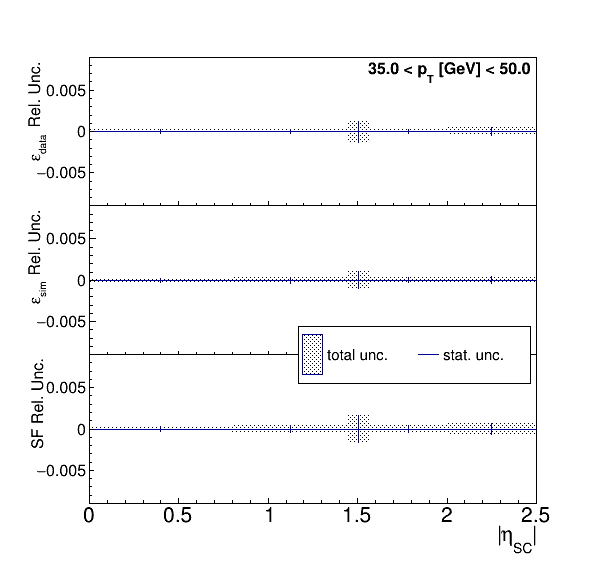 35.0 < p_T [GeV] < 50.0
ε_data Rel. Unc.
0.005
0
−0.005
ε_sim Rel. Unc.
0.005
0
−0.005
total unc.
stat. unc.
SF Rel. Unc.
0.005
0
−0.005
0 0.5 1 1.5 2 2.5
|η_SC|